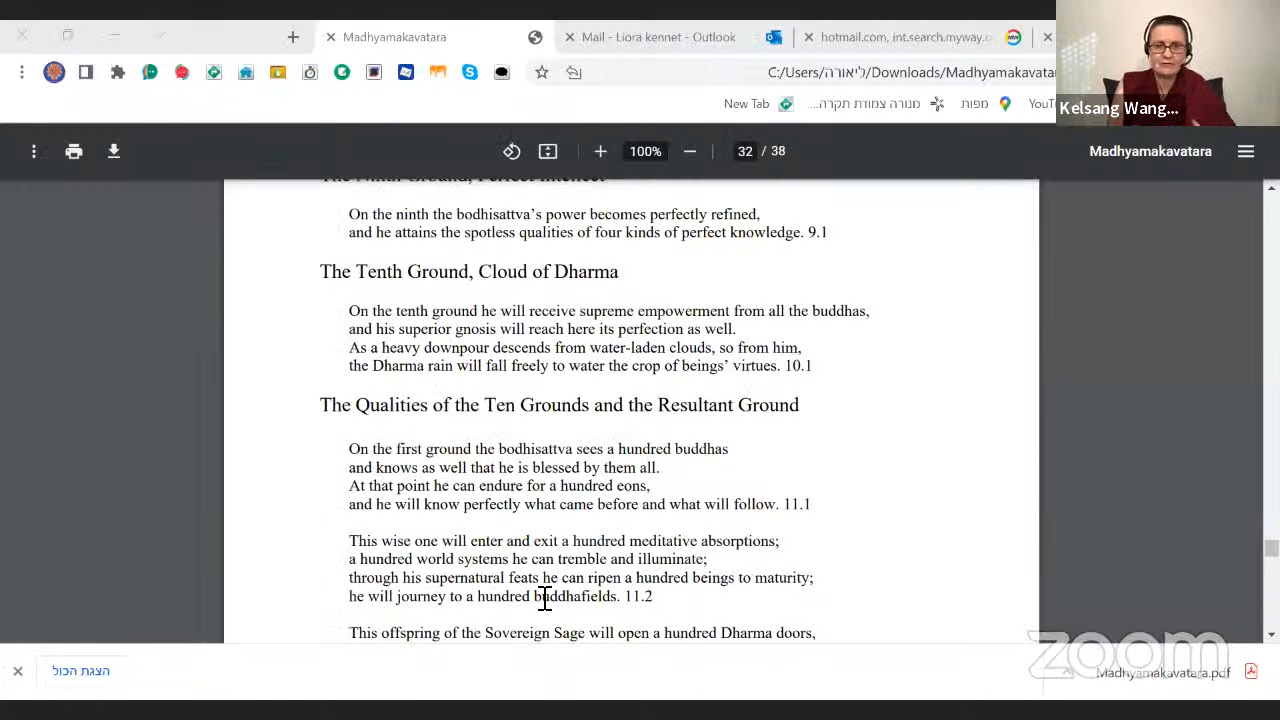 Madhyamakavatara
Mail - Liora kennet - Outlook
hotmail.com, int.search.myway.co
C:/Users/ליאורה/Downloads/Madhyamakavatar
New Tab
מנורה צמודת תקרה...
מפות
YouT
Kelsang Wang...
100%
32 / 38
Madhyamakavatara
The Ninth Ground, Perfect Intellect
On the ninth the bodhisattva's power becomes perfectly refined,
and he attains the spotless qualities of four kinds of perfect knowledge. 9.1
The Tenth Ground, Cloud of Dharma
On the tenth ground he will receive supreme empowerment from all the buddhas,
and his superior gnosis will reach here its perfection as well.
As a heavy downpour descends from water-laden clouds, so from him,
the Dharma rain will fall freely to water the crop of beings' virtues. 10.1
The Qualities of the Ten Grounds and the Resultant Ground
On the first ground the bodhisattva sees a hundred buddhas
and knows as well that he is blessed by them all.
At that point he can endure for a hundred eons,
and he will know perfectly what came before and what will follow. 11.1
This wise one will enter and exit a hundred meditative absorptions;
a hundred world systems he can tremble and illuminate;
through his supernatural feats he can ripen a hundred beings to maturity;
he will journey to a hundred buddhafields. 11.2
This offspring of the Sovereign Sage will open a hundred Dharma doors,
zoom
הצגת הכול
Madhyamakavatara.pdf